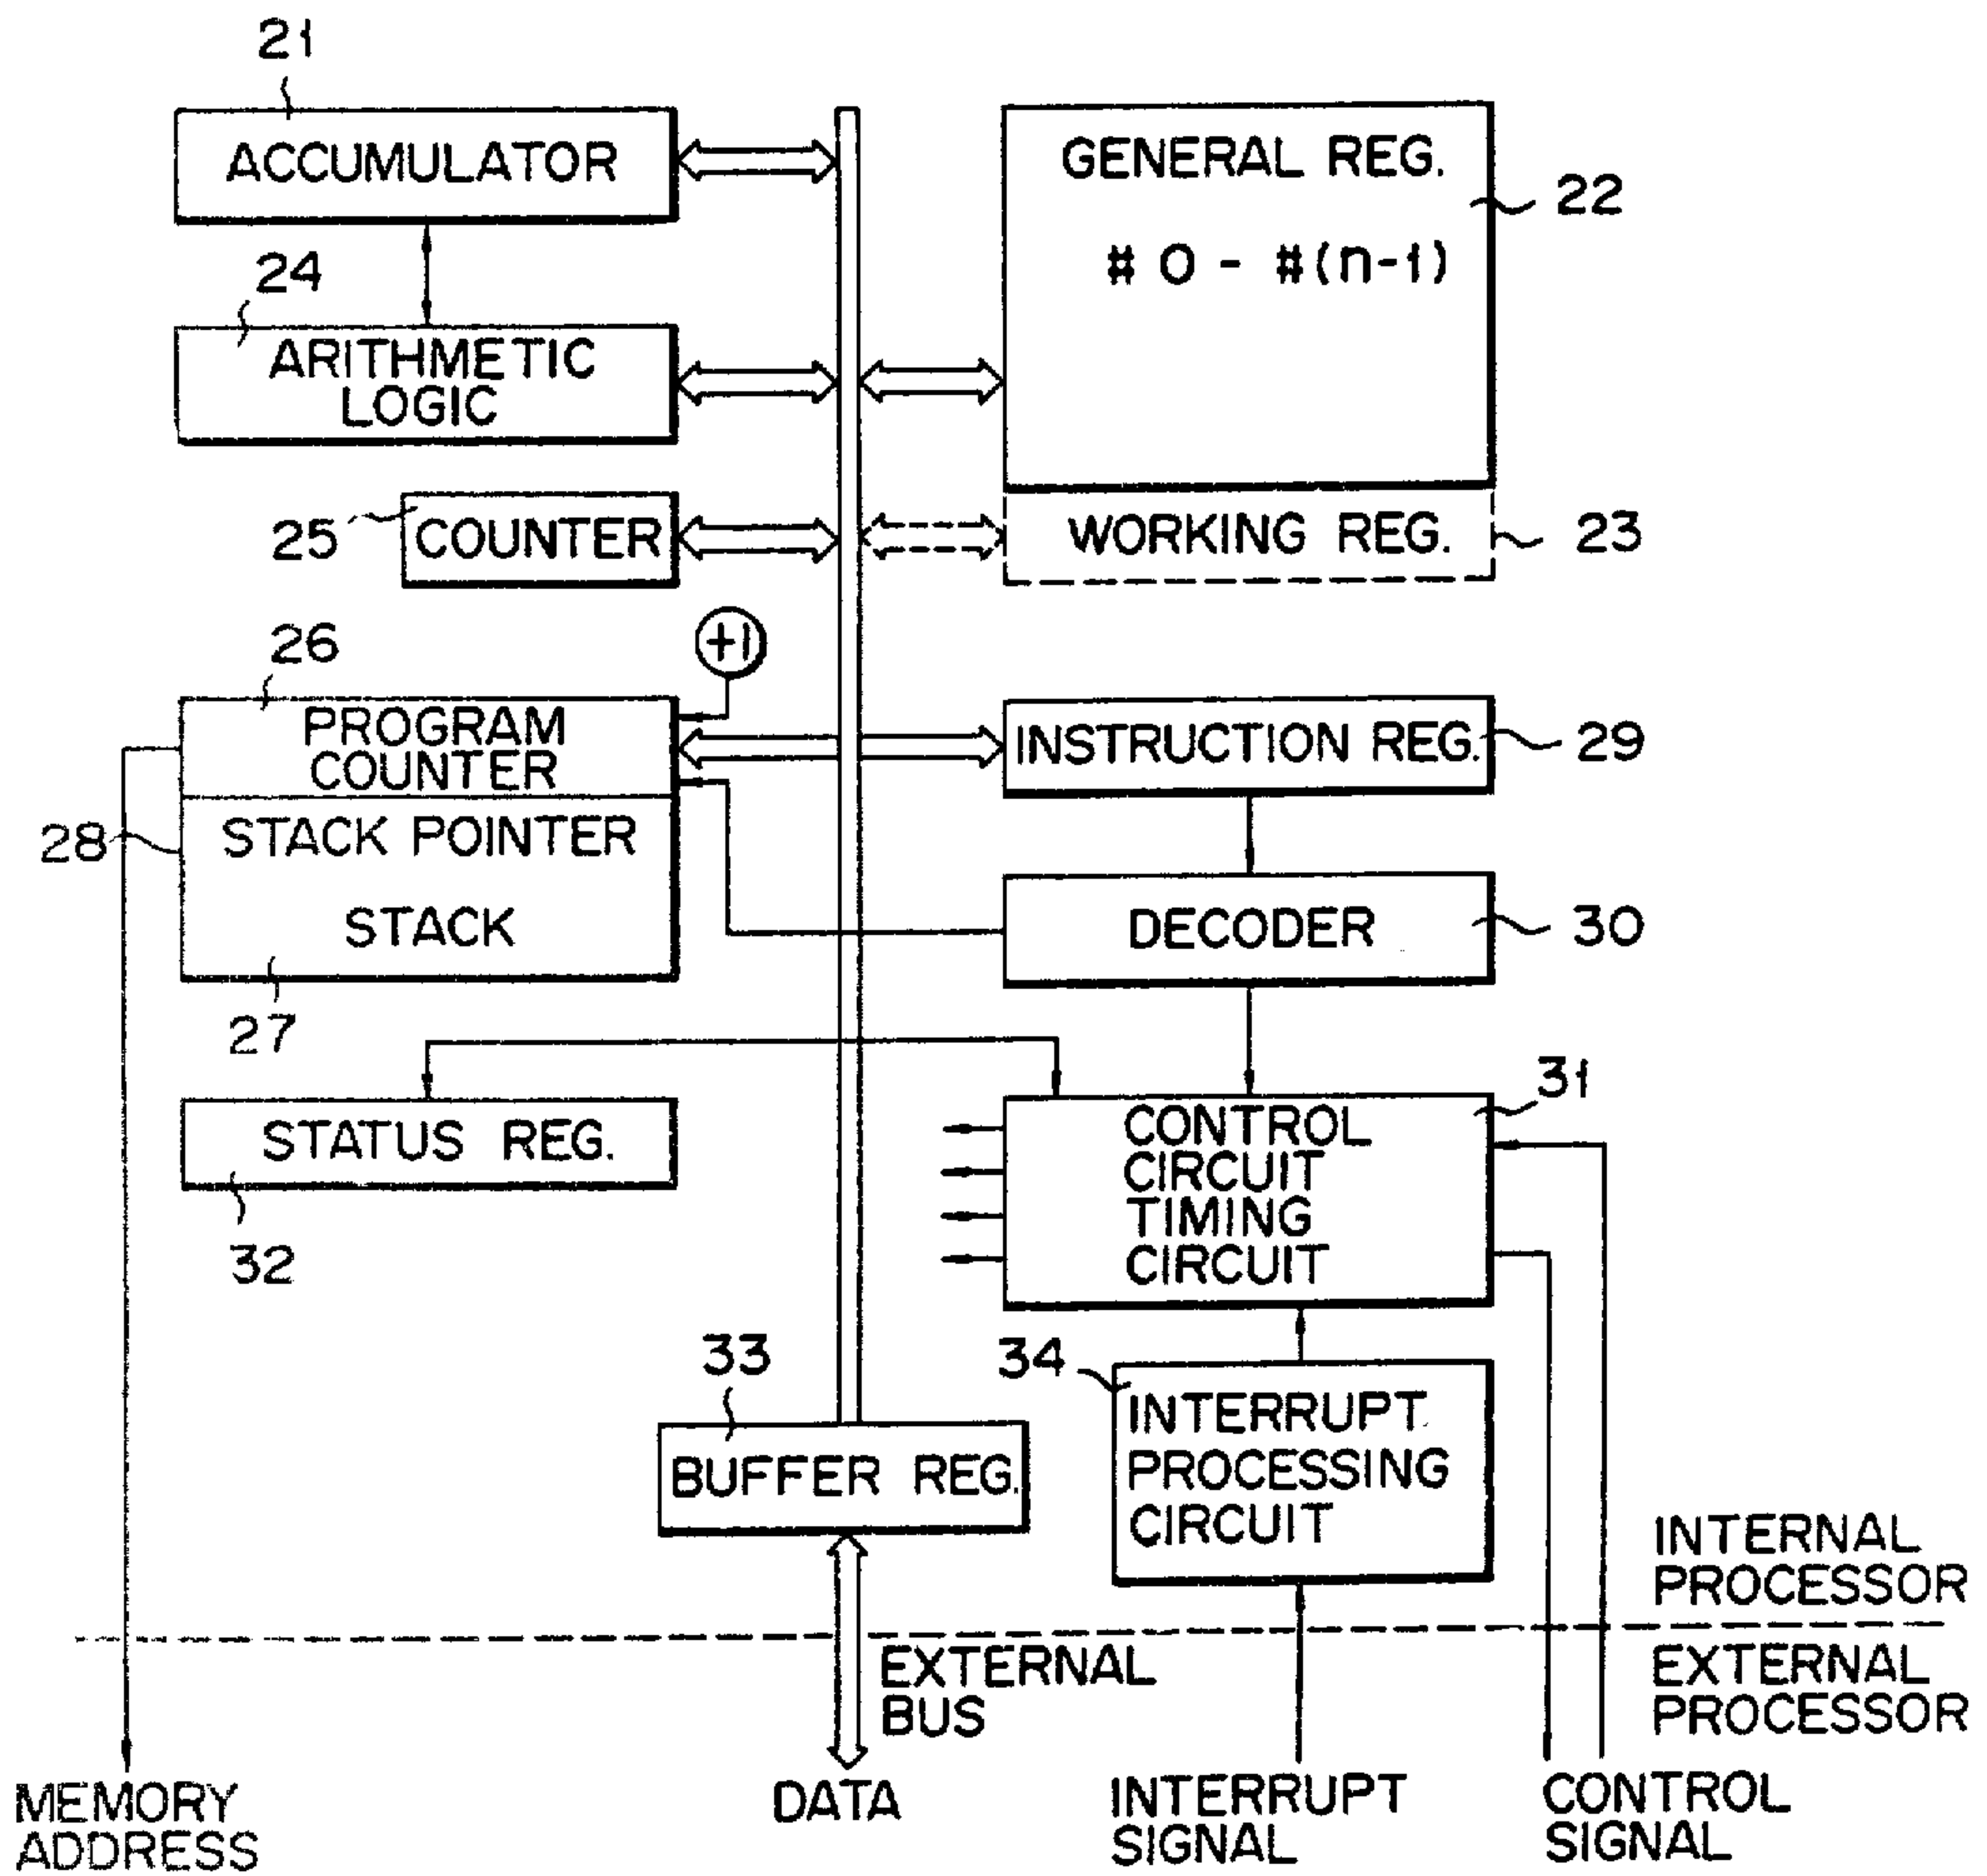 21
ACCUMULATOR
GENERAL REG.
22
# 0 - #(n-1)
24
ARITHMETIC
LOGIC
25
COUNTER
WORKING REG.
23
+1
26
PROGRAM
COUNTER
INSTRUCTION REG.
29
28
STACK POINTER
STACK
27
DECODER
30
31
CONTROL
CIRCUIT
TIMING
CIRCUIT
STATUS REG.
32
33
BUFFER REG.
34
INTERRUPT
PROCESSING
CIRCUIT
INTERNAL
PROCESSOR
EXTERNAL
BUS
EXTERNAL
PROCESSOR
MEMORY
ADDRESS
DATA
INTERRUPT
SIGNAL
CONTROL
SIGNAL